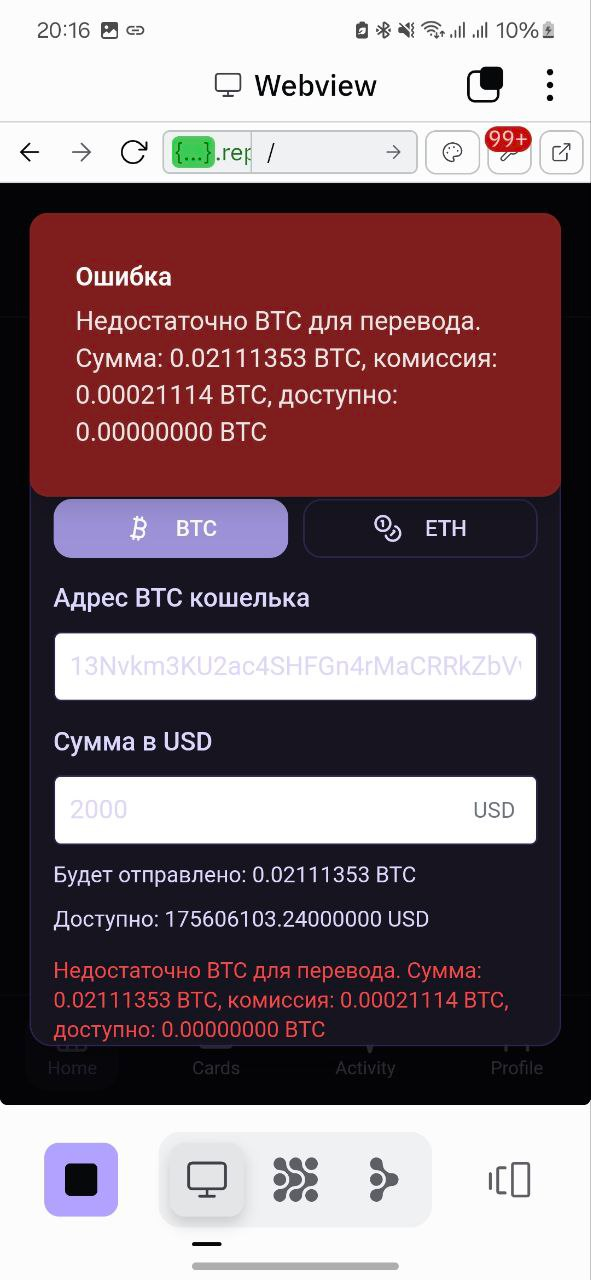 20:16
10%
Webview
{...}.rep /
99+
Ошибка
Недостаточно BTC для перевода.
Сумма: 0.02111353 BTC, комиссия:
0.00021114 BTC, доступно:
0.00000000 BTC
BTC
ETH
Адрес BTC кошелька
13Nvkm3KU2ac4SHFGn4rMaCRRkZbV
Сумма в USD
2000
USD
Будет отправлено: 0.02111353 BTC
Доступно: 175606103.24000000 USD
Недостаточно BTC для перевода. Сумма:
0.02111353 BTC, комиссия: 0.00021114 BTC,
доступно: 0.00000000 BTC
Home
Cards
Activity
Profile